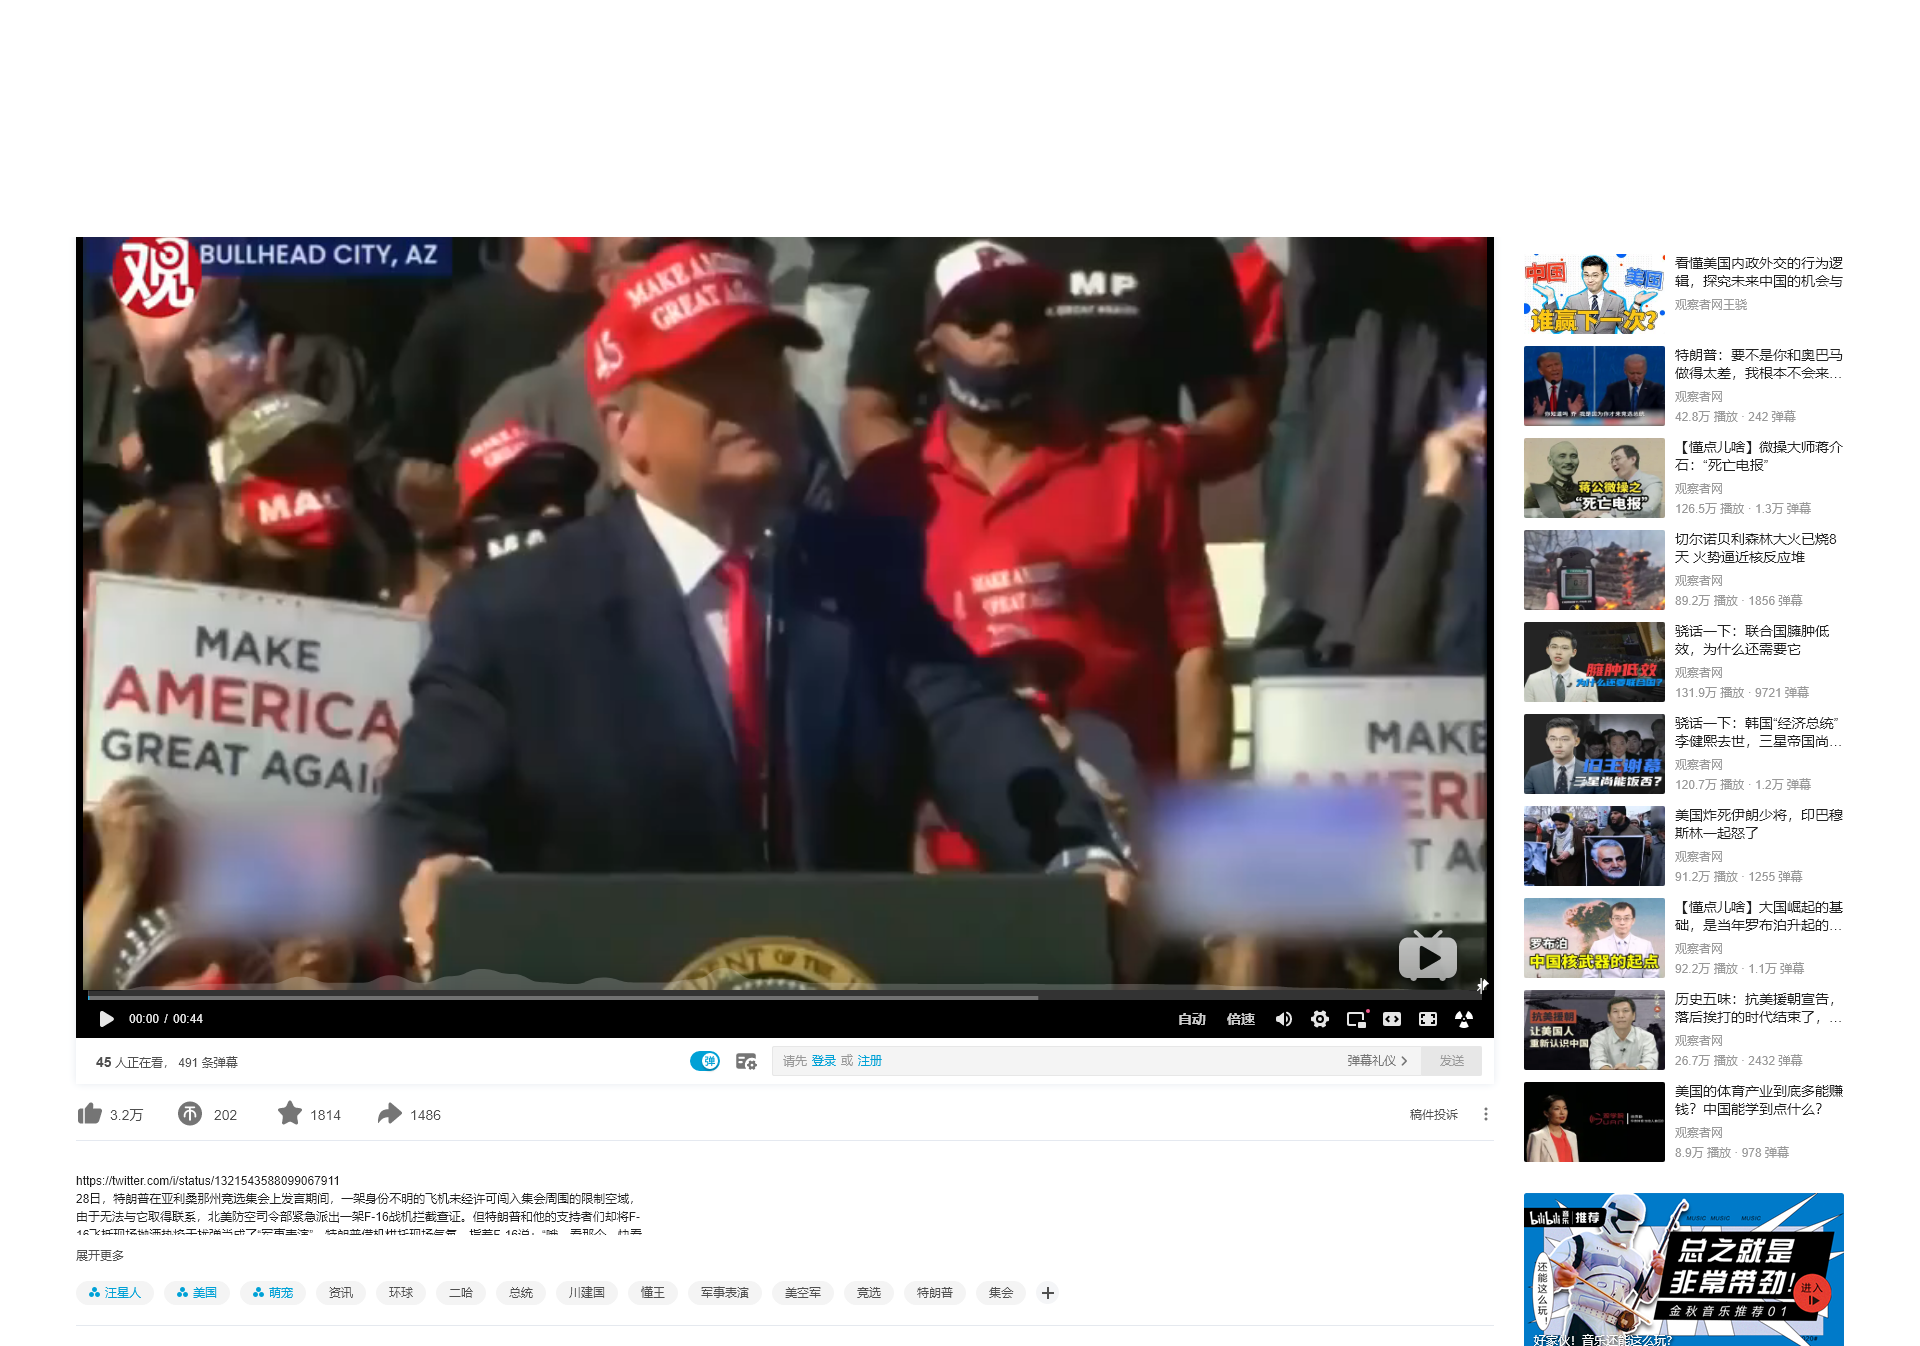 观
BULLHEAD CITY, AZ
MAKE AMERICA
GREAT AGAIN
45
MP
MAKE
AMERICA
GREAT AGAIN
MAKE
AMERI
T AG
00:00 / 00:44
自动
倍速
45 人正在看， 491 条弹幕
弹
请先 登录 或 注册
弹幕礼仪
发送
3.2万
202
1814
1486
稿件投诉
https://twitter.com/i/status/1321543588099067911
28日，特朗普在亚利桑那州竞选集会上发言期间，一架身份不明的飞机未经许可闯入集会周围的限制空域，
由于无法与它取得联系，北美防空司令部紧急派出一架F-16战机拦截查证。但特朗普和他的支持者们却将F-
展开更多
汪星人
美国
萌宠
资讯
环球
二哈
总统
川建国
懂王
军事表演
美空军
竞选
特朗普
集会
中国
美国
谁赢下一次?
看懂美国内政外交的行为逻
辑，探究未来中国的机会与
观察者网王骁
特朗普：要不是你和奥巴马
做得太差，我根本不会来…
观察者网
42.8万 播放 · 242 弹幕
蒋公微操之
“死亡电报”
【懂点儿啥】微操大师蒋介
石：“死亡电报”
观察者网
126.5万 播放 · 1.3万 弹幕
切尔诺贝利森林大火已烧8
天 火势逼近核反应堆
观察者网
89.2万 播放 · 1856 弹幕
臃肿低效
为什么还要联合国?
骁话一下：联合国臃肿低
效，为什么还需要它
观察者网
131.9万 播放 · 9721 弹幕
旧王谢幕
三星尚能饭否?
骁话一下：韩国“经济总统”
李健熙去世，三星帝国尚…
观察者网
120.7万 播放 · 1.2万 弹幕
美国炸死伊朗少将，印巴穆
斯林一起怒了
观察者网
91.2万 播放 · 1255 弹幕
罗布泊
中国核武器的起点
【懂点儿啥】大国崛起的基
础，是当年罗布泊升起的…
观察者网
92.2万 播放 · 1.1万 弹幕
抗美援朝
让美国人
重新认识中国
历史五味：抗美援朝宣告，
落后挨打的时代结束了，…
观察者网
26.7万 播放 · 2432 弹幕
美国的体育产业到底多能赚
钱？中国能学到点什么？
观察者网
8.9万 播放 · 978 弹幕
bilibili 音乐 推荐
MUSIC MUSIC MUSIC
总之就是
非常带劲!
金秋音乐推荐01
进入
还能这么玩?
好家伙！音乐还能这么玩？